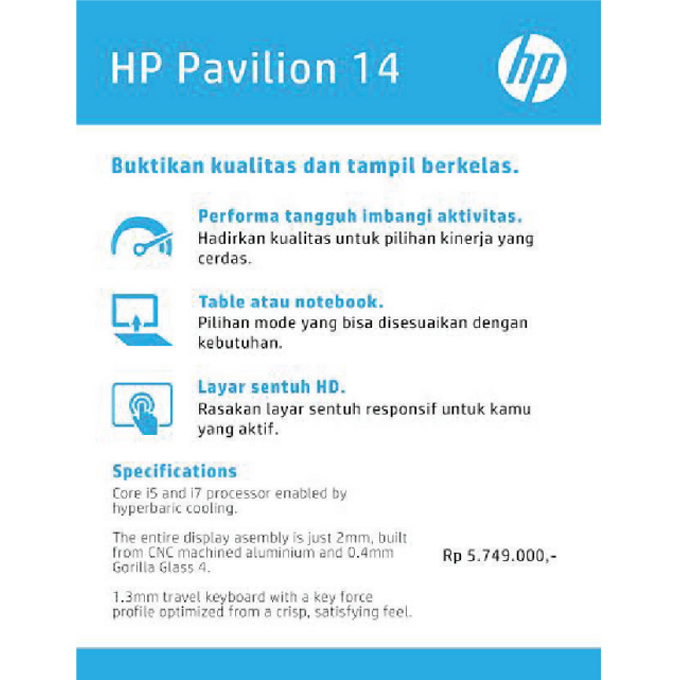 HP Pavilion 14
hp
Buktikan kualitas dan tampil berkelas.
Performa tangguh imbangi aktivitas.
Hadirkan kualitas untuk pilihan kinerja yang
cerdas.
Table atau notebook.
Pilihan mode yang bisa disesuaikan dengan
kebutuhan.
Layar sentuh HD.
Rasakan layar sentuh responsif untuk kamu
yang aktif.
Specifications
Core i5 and i7 processor enabled by
hyperbaric cooling.
The entire display asembly is just 2mm, built
from CNC machined aluminium and 0.4mm
Gorilla Glass 4.
Rp 5.749.000,-
1.3mm travel keyboard with a key force
profile optimized from a crisp, satisfying feel.